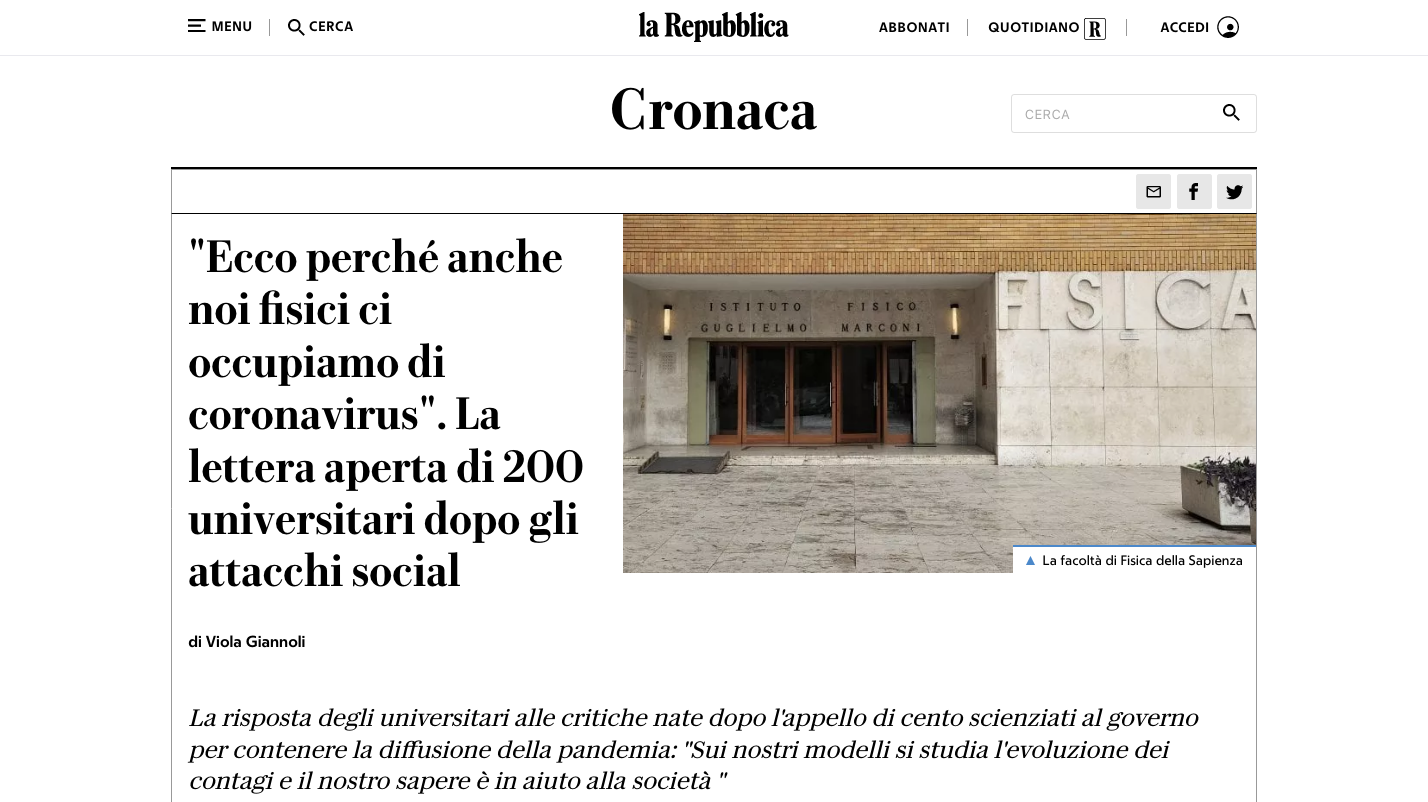 MENU
CERCA
la Repubblica
ABBONATI
QUOTIDIANO R
ACCEDI
Cronaca
CERCA
"Ecco perché anche
noi fisici ci
occupiamo di
coronavirus". La
lettera aperta di 200
universitari dopo gli
attacchi social
ISTITUTO FISICO
GUGLIELMO MARCONI
FISICA
▲ La facoltà di Fisica della Sapienza
di Viola Giannoli
La risposta degli universitari alle critiche nate dopo l'appello di cento scienziati al governo
per contenere la diffusione della pandemia: "Sui nostri modelli si studia l'evoluzione dei
contagi e il nostro sapere è in aiuto alla società "